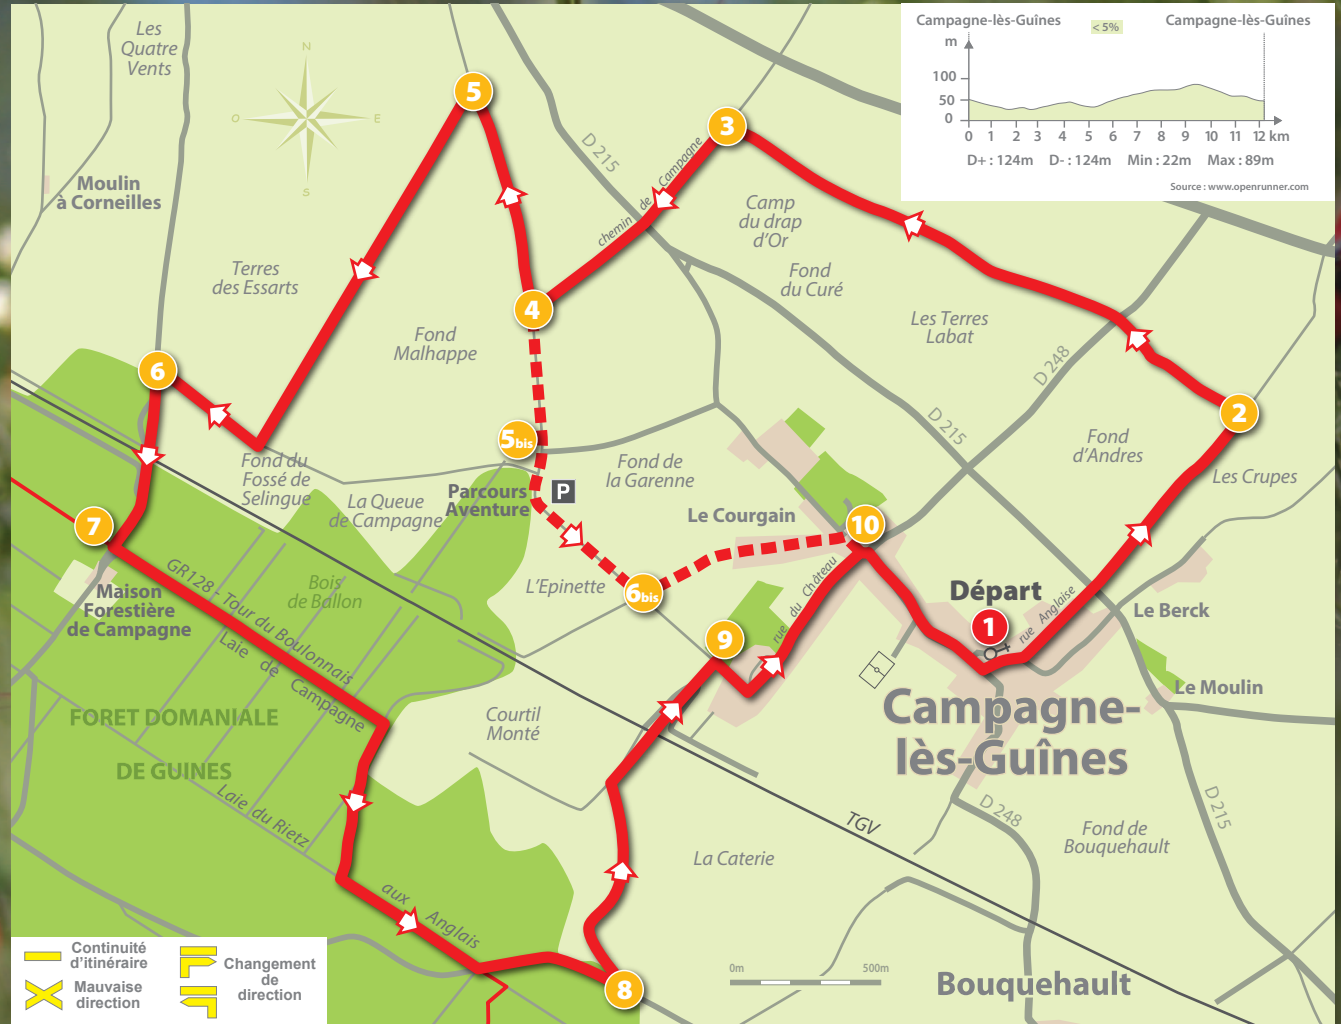 Les
Quatre
Vents
N
O
E
S
Moulin
à Corneilles
Terres
des Essarts
5
D 215
chemin de Campagne
3
Camp
du drap
d'Or
Fond
du Curé
Les Terres
Labat
Campagne-lès-Guînes
Campagne-lès-Guînes
< 5%
m
100
50
0
0 1 2 3 4 5 6 7 8 9 10 11 12 km
D+ : 124m D- : 124m Min : 22m Max : 89m
Source : www.openrunner.com
4
Fond
Malhappe
6
D 248
2
D 215
Fond
d'Andres
Les Crupes
5bis
Fond du
Fossé de
Selingue
La Queue
de Campagne
Parcours
Aventure
P
Fond de
la Garenne
Le Courgain
10
7
GR128 - Tour du Boulonnais
Bois
de Ballon
L'Epinette
6bis
rue du Château
Départ
1
rue Anglaise
Le Berck
Maison
Forestière
de Campagne
Laie de Campagne
9
Le Moulin
FORET DOMANIALE
DE GUINES
Courtil
Monté
Campagne-
lès-Guînes
Laie du Rietz
TGV
D 248
D 215
Fond de
Bouquehault
La Caterie
aux Anglais
8
0m 500m
Bouquehault
Continuité
d'itinéraire
Mauvaise
direction
Changement
de
direction